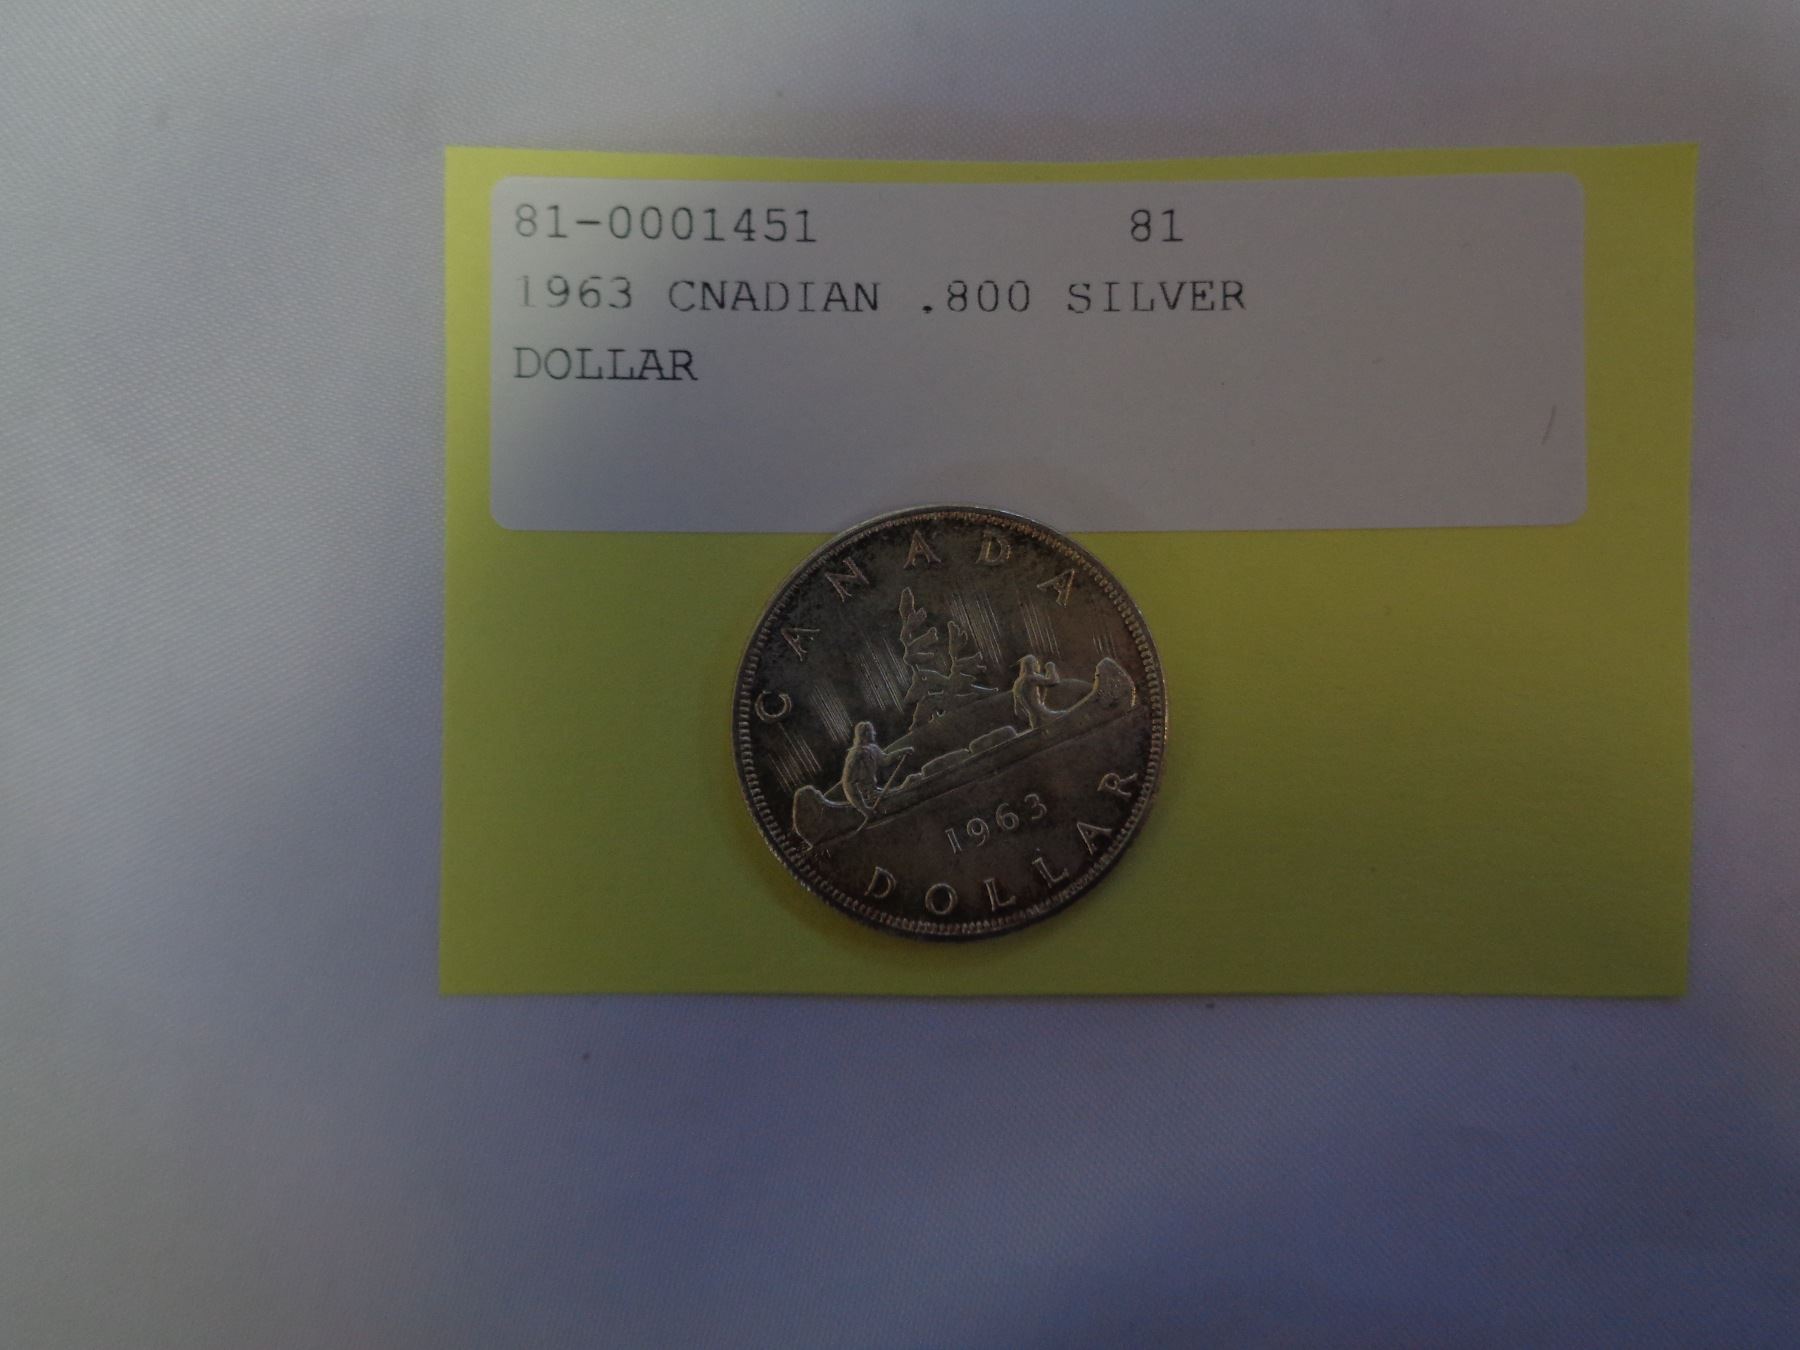 81-0001451 81
1963 CNADIAN .800 SILVER
DOLLAR
CANADA
1963
DOLLAR